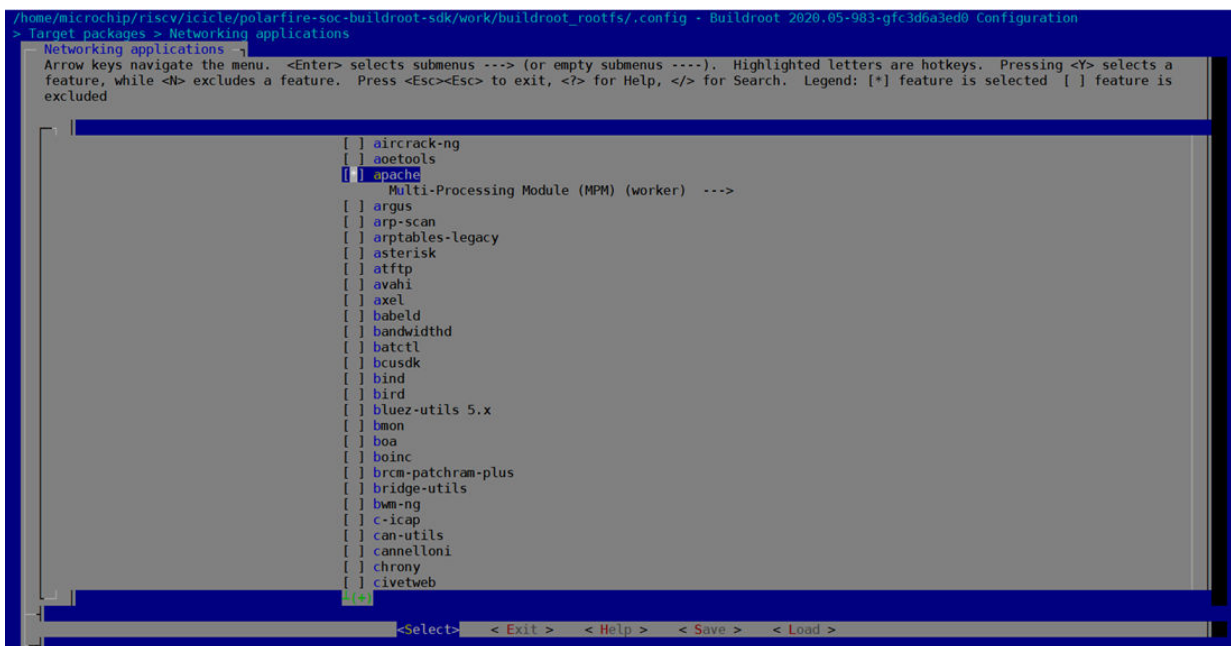 /home/microchip/riscv/icicle/polarfire-soc-buildroot-sdk/work/buildroot_rootfs/.config - Buildroot 2020.05-983-gfc3d6a3ed0 Configuration
> Target packages > Networking applications
Networking applications
Arrow keys navigate the menu.  <Enter> selects submenus ---> (or empty submenus ----).  Highlighted letters are hotkeys.  Pressing <Y> selects a
feature, while <N> excludes a feature.  Press <Esc><Esc> to exit, <?> for Help, </> for Search.  Legend: [*] feature is selected  [ ] feature is
excluded
[ ] aircrack-ng
[ ] aoetools
[*] apache
Multi-Processing Module (MPM) (worker)  --->
[ ] argus
[ ] arp-scan
[ ] arptables-legacy
[ ] asterisk
[ ] atftp
[ ] avahi
[ ] axel
[ ] babeld
[ ] bandwidthd
[ ] batctl
[ ] bcusdk
[ ] bind
[ ] bird
[ ] bluez-utils 5.x
[ ] bmon
[ ] boa
[ ] boinc
[ ] brcm-patchram-plus
[ ] bridge-utils
[ ] bwm-ng
[ ] c-icap
[ ] can-utils
[ ] cannelloni
[ ] chrony
[ ] civetweb
┴(+)
<Select>    < Exit >    < Help >    < Save >    < Load >